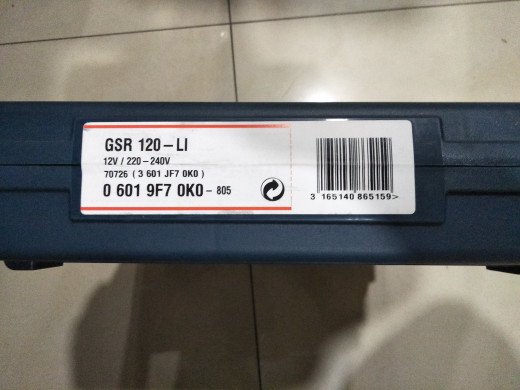 GSR 120-LI
12V / 220-240V
70726 ( 3 601 JF7 0K0 )
0 601 9F7 0K0 - 805
3 165140 865159>